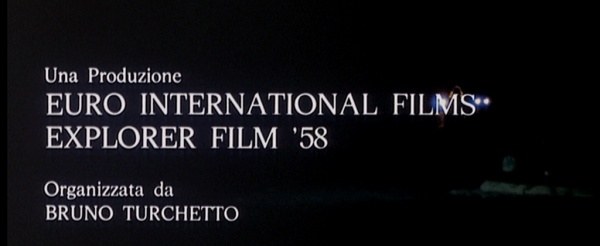 Una Produzione
EURO INTERNATIONAL FILMS
EXPLORER FILM '58
Organizzata da
BRUNO TURCHETTO